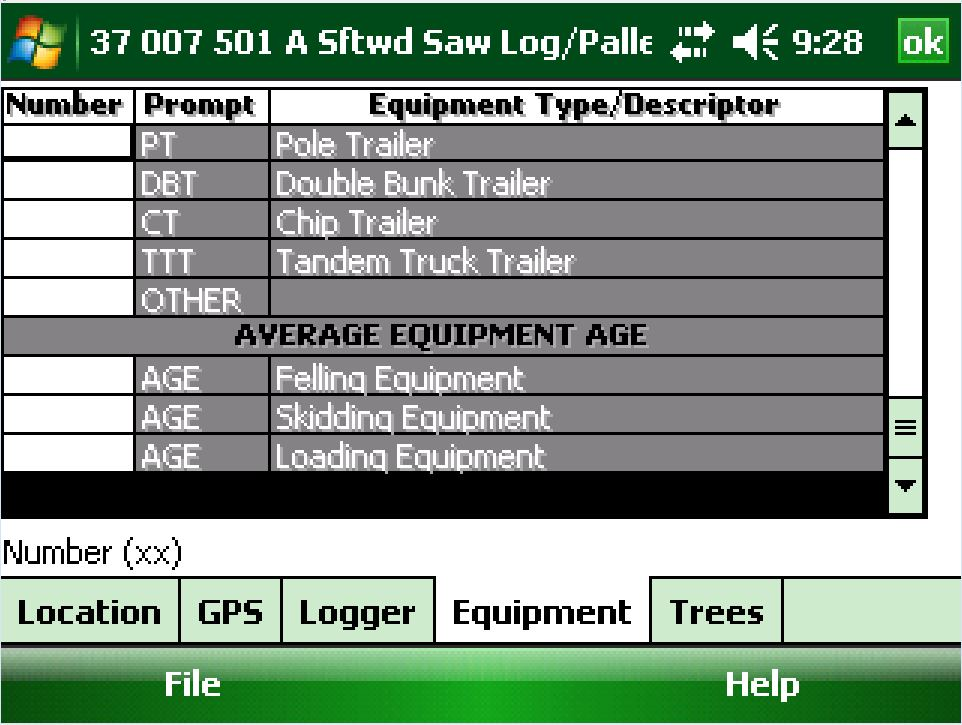 37 007 501 A Sftwd Saw Log/Palle 9:28 ok
Number Prompt Equipment Type/Descriptor
PT Pole Trailer
DBT Double Bunk Trailer
CT Chip Trailer
TTT Tandem Truck Trailer
OTHER
AVERAGE EQUIPMENT AGE
AGE Felling Equipment
AGE Skidding Equipment
AGE Loading Equipment
Number (xx)
Location GPS Logger Equipment Trees
File Help